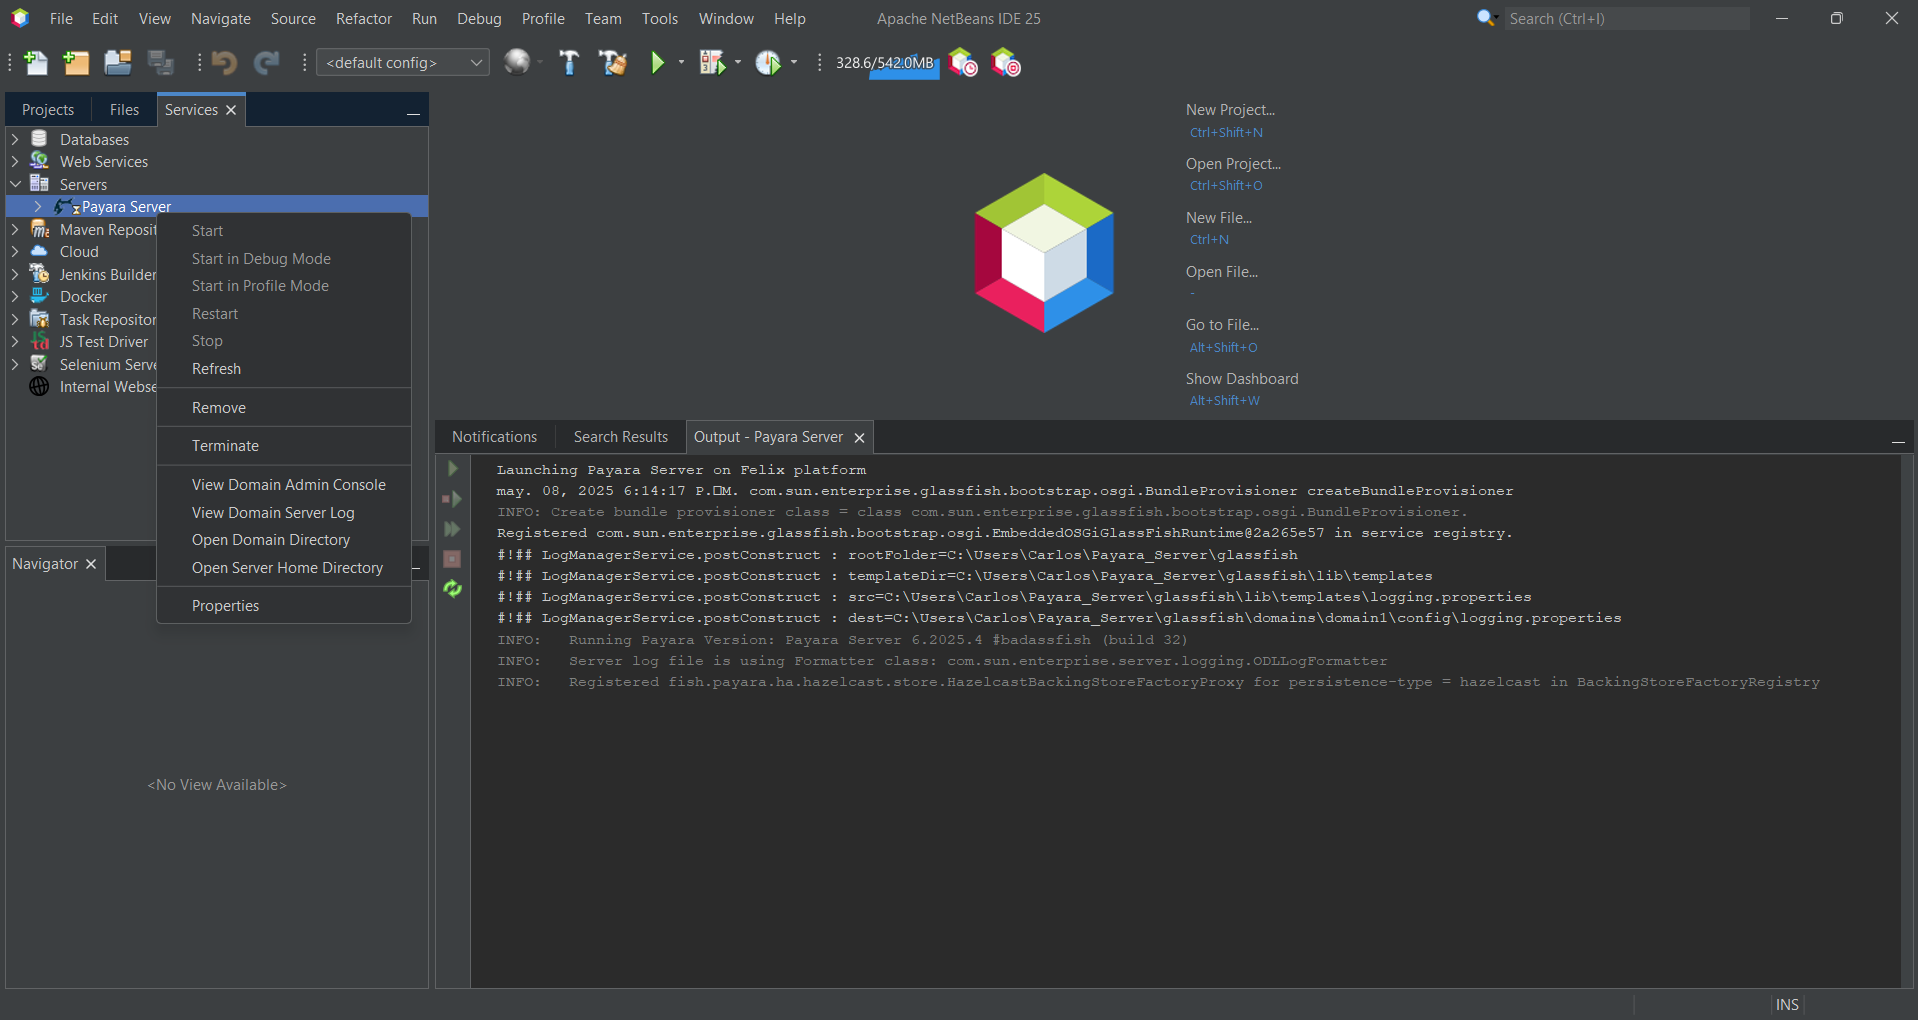 File Edit View Navigate Source Refactor Run Debug Profile Team Tools Window Help Apache NetBeans IDE 25 Search (Ctrl+I)
<default config> 328.6/542.0MB
Projects Files Services
Databases
Web Services
Servers
Payara Server
Maven Reposit
Cloud
Jenkins Builder
Docker
Task Repositor
JS Test Driver
Selenium Serve
Internal Webse
Start
Start in Debug Mode
Start in Profile Mode
Restart
Stop
Refresh
Remove
Terminate
View Domain Admin Console
View Domain Server Log
Open Domain Directory
Open Server Home Directory
Properties
Navigator
<No View Available>
New Project...
Ctrl+Shift+N
Open Project...
Ctrl+Shift+O
New File...
Ctrl+N
Open File...
-
Go to File...
Alt+Shift+O
Show Dashboard
Alt+Shift+W
Notifications Search Results Output - Payara Server
Launching Payara Server on Felix platform
may. 08, 2025 6:14:17 P.□M. com.sun.enterprise.glassfish.bootstrap.osgi.BundleProvisioner createBundleProvisioner
INFO: Create bundle provisioner class = class com.sun.enterprise.glassfish.bootstrap.osgi.BundleProvisioner.
Registered com.sun.enterprise.glassfish.bootstrap.osgi.EmbeddedOSGiGlassFishRuntime@2a265e57 in service registry.
#!## LogManagerService.postConstruct : rootFolder=C:\Users\Carlos\Payara_Server\glassfish
#!## LogManagerService.postConstruct : templateDir=C:\Users\Carlos\Payara_Server\glassfish\lib\templates
#!## LogManagerService.postConstruct : src=C:\Users\Carlos\Payara_Server\glassfish\lib\templates\logging.properties
#!## LogManagerService.postConstruct : dest=C:\Users\Carlos\Payara_Server\glassfish\domains\domain1\config\logging.properties
INFO: Running Payara Version: Payara Server 6.2025.4 #badassfish (build 32)
INFO: Server log file is using Formatter class: com.sun.enterprise.server.logging.ODLLogFormatter
INFO: Registered fish.payara.ha.hazelcast.store.HazelcastBackingStoreFactoryProxy for persistence-type = hazelcast in BackingStoreFactoryRegistry
INS